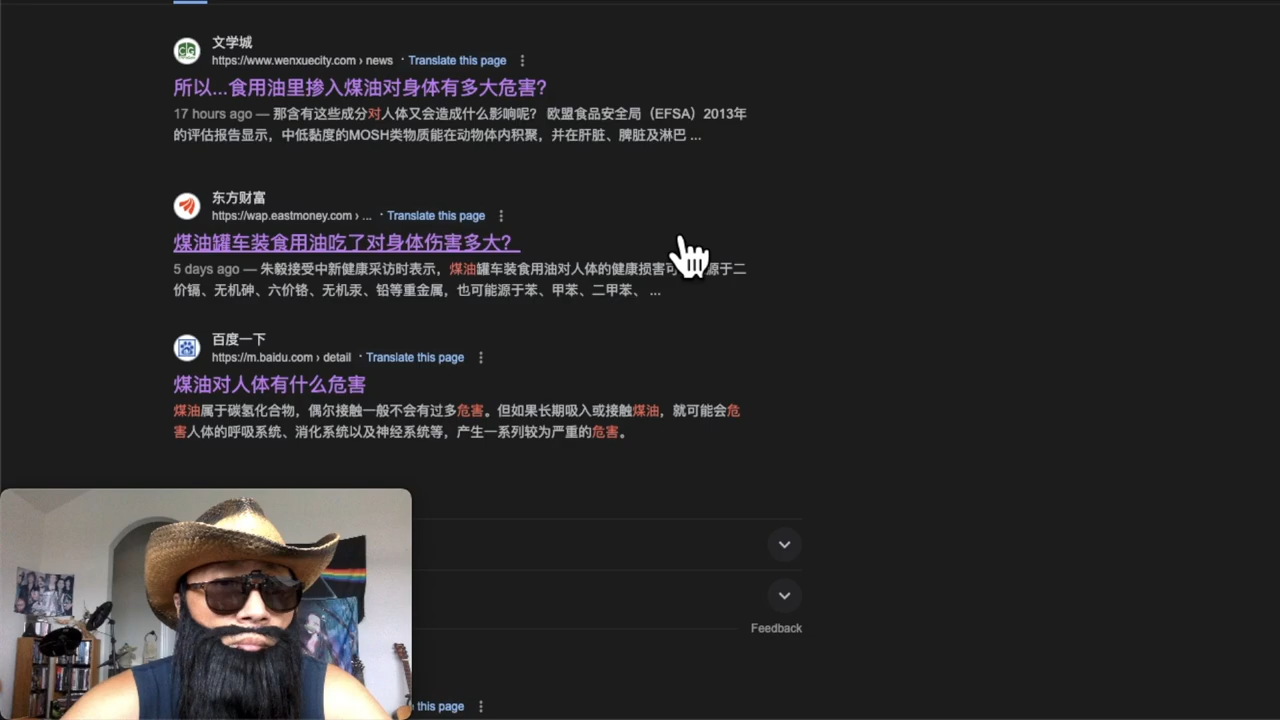 文学城
https://www.wenxuecity.com › news · Translate this page
所以...食用油里掺入煤油对身体有多大危害?
17 hours ago — 那含有这些成分对人体又会造成什么影响呢？ 欧盟食品安全局（EFSA）2013年
的评估报告显示，中低黏度的MOSH类物质能在动物体内积聚，并在肝脏、脾脏及淋巴 ...
东方财富
https://wap.eastmoney.com › ... · Translate this page
煤油罐车装食用油吃了对身体伤害多大?
5 days ago — 朱毅接受中新健康采访时表示，煤油罐车装食用油对人体的健康损害可 源于二
价镉、无机砷、六价铬、无机汞、铅等重金属，也可能源于苯、甲苯、二甲苯、 ...
百度一下
https://m.baidu.com › detail · Translate this page
煤油对人体有什么危害
煤油属于碳氢化合物，偶尔接触一般不会有过多危害。但如果长期吸入或接触煤油，就可能会危
害人体的呼吸系统、消化系统以及神经系统等，产生一系列较为严重的危害。
Feedback
this page